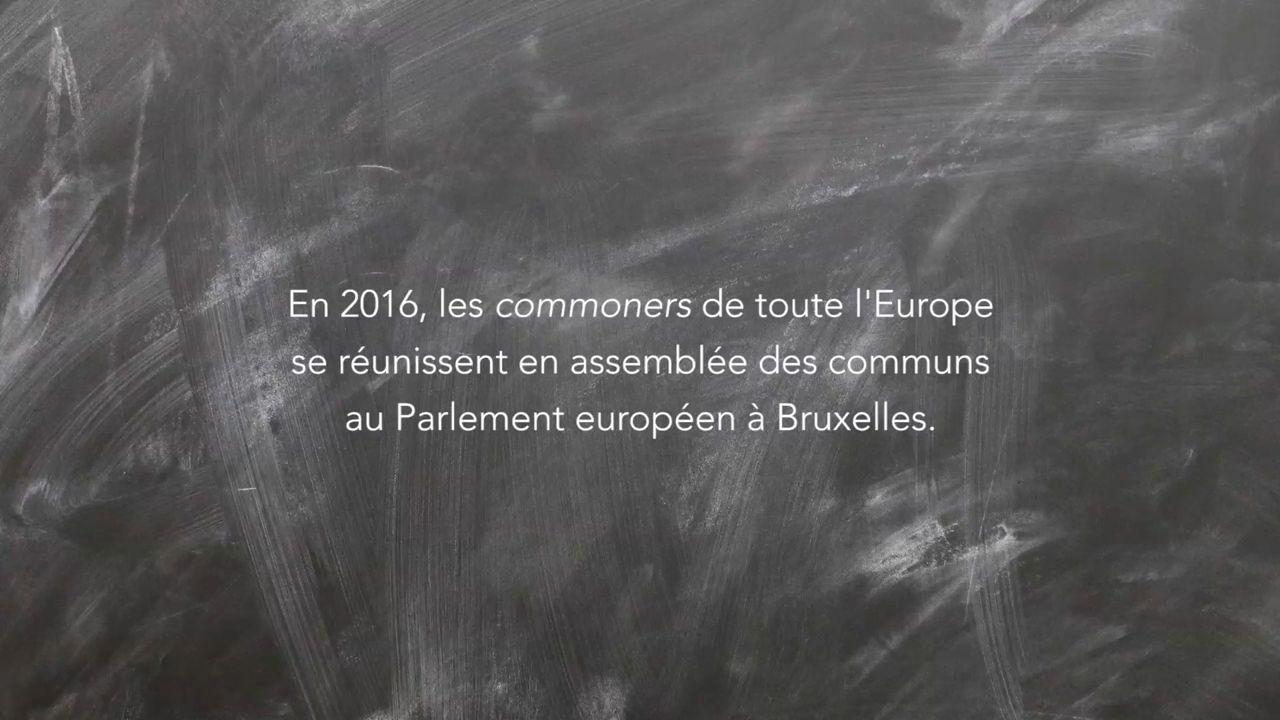 En 2016, les commoners de toute l'Europe
se réunissent en assemblée des communs
au Parlement européen à Bruxelles.